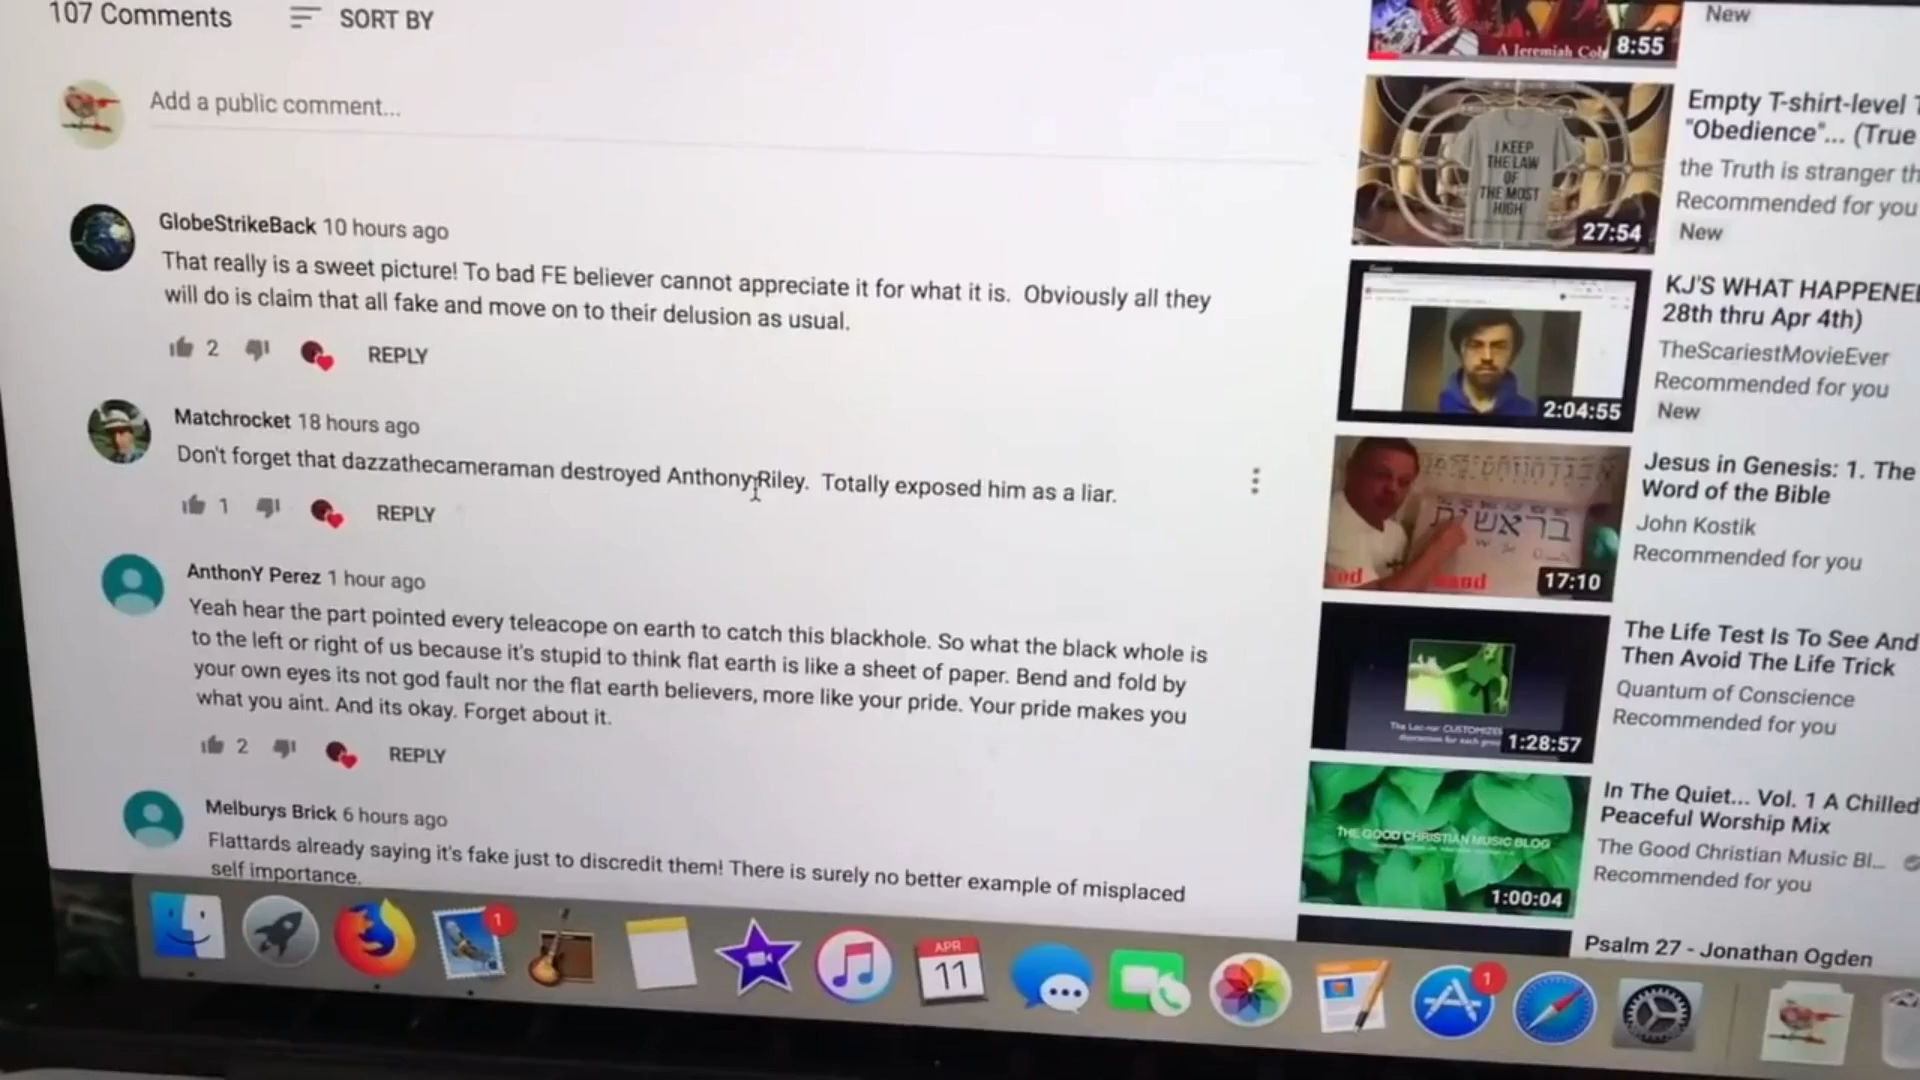 107 Comments
SORT BY
Add a public comment...
GlobeStrikeBack 10 hours ago
That really is a sweet picture! To bad FE believer cannot appreciate it for what it is. Obviously all they
will do is claim that all fake and move on to their delusion as usual.
2
REPLY
Matchrocket 18 hours ago
Don't forget that dazzathecameraman destroyed Anthony Riley. Totally exposed him as a liar.
1
REPLY
AnthonY Perez 1 hour ago
Yeah hear the part pointed every teleacope on earth to catch this blackhole. So what the black whole is
to the left or right of us because it's stupid to think flat earth is like a sheet of paper. Bend and fold by
your own eyes its not god fault nor the flat earth believers, more like your pride. Your pride makes you
what you aint. And its okay. Forget about it.
2
REPLY
Melburys Brick 6 hours ago
Flattards already saying it's fake just to discredit them! There is surely no better example of misplaced
self importance.
A Jeremiah
8:55
New
I KEEP
THE LAW
OF
THE MOST
HIGH
27:54
Empty T-shirt-level
"Obedience"... (True
the Truth is stranger
Recommended for you
New
2:04:55
KJ'S WHAT
28th thru Apr 4th)
TheScariestMovieEver
Recommended for you
New
בראשית
17:10
Jesus in Genesis: 1. The
Word of the Bible
John Kostik
Recommended for you
CUSTOMIZES
for each
1:28:57
The Life Test Is To See And
Then Avoid The Life Trick
Quantum of Conscience
Recommended for you
THE GOOD CHRISTIAN MUSIC BLOG
1:00:04
In The Quiet... Vol. 1 A Chilled
Peaceful Worship Mix
The Good Christian Music Bl...
Recommended for you
Psalm 27 - Jonathan Ogden
1
APR
11
1